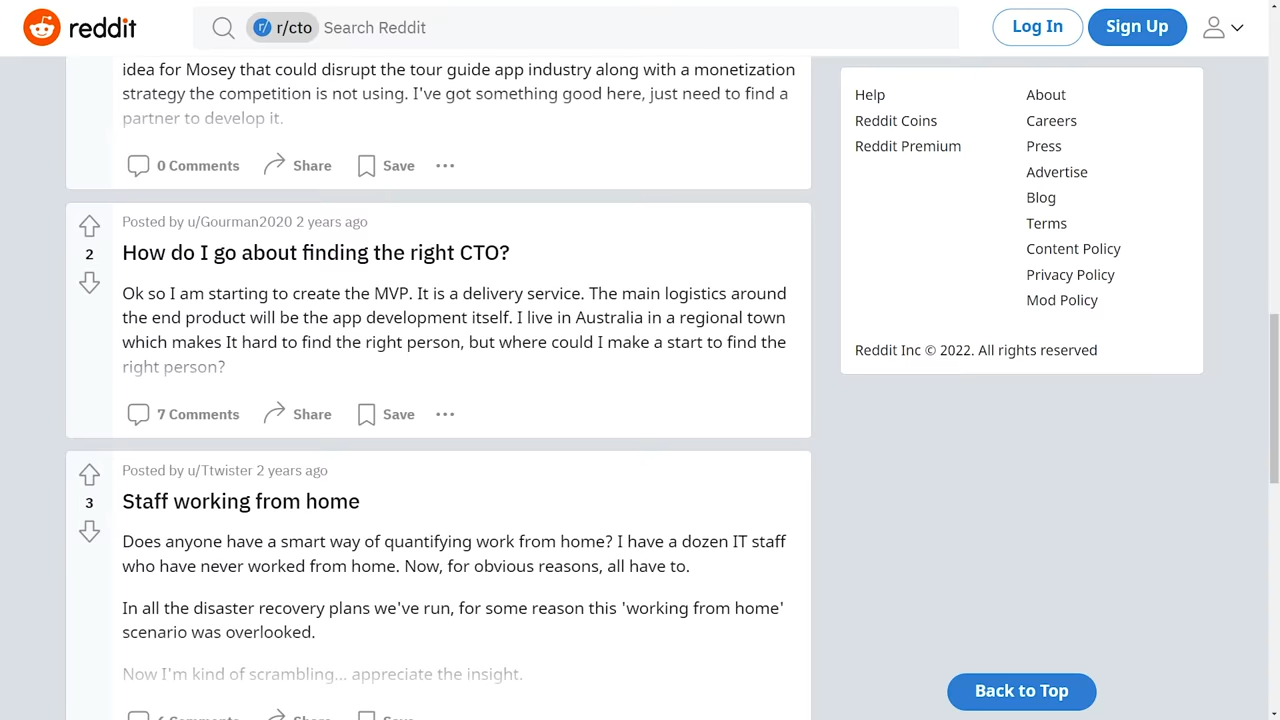 reddit
r/ r/cto Search Reddit
Log In
Sign Up
idea for Mosey that could disrupt the tour guide app industry along with a monetization
strategy the competition is not using. I've got something good here, just need to find a
partner to develop it.
0 Comments Share Save
Posted by u/Gourman2020 2 years ago
2
How do I go about finding the right CTO?
Ok so I am starting to create the MVP. It is a delivery service. The main logistics around
the end product will be the app development itself. I live in Australia in a regional town
which makes It hard to find the right person, but where could I make a start to find the
right person?
7 Comments Share Save
Posted by u/Ttwister 2 years ago
3
Staff working from home
Does anyone have a smart way of quantifying work from home? I have a dozen IT staff
who have never worked from home. Now, for obvious reasons, all have to.
In all the disaster recovery plans we've run, for some reason this 'working from home'
scenario was overlooked.
Now I'm kind of scrambling... appreciate the insight.
6 Comments Share Save
Help
Reddit Coins
Reddit Premium
About
Careers
Press
Advertise
Blog
Terms
Content Policy
Privacy Policy
Mod Policy
Reddit Inc © 2022. All rights reserved
Back to Top